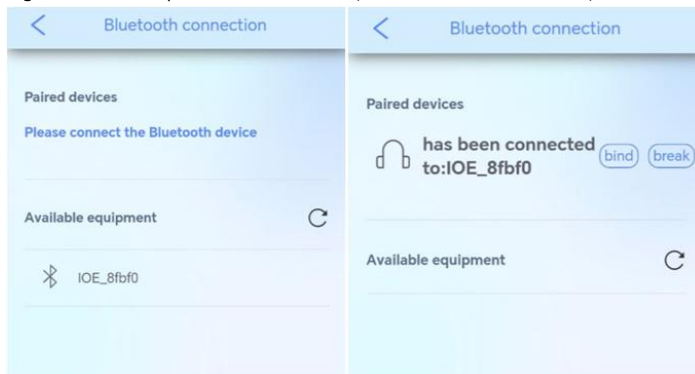 Bluetooth connection
Paired devices
Please connect the Bluetooth device
Available equipment
IOE_8fbf0
Bluetooth connection
Paired devices
has been connected
to:IOE_8fbf0
bind
break
Available equipment